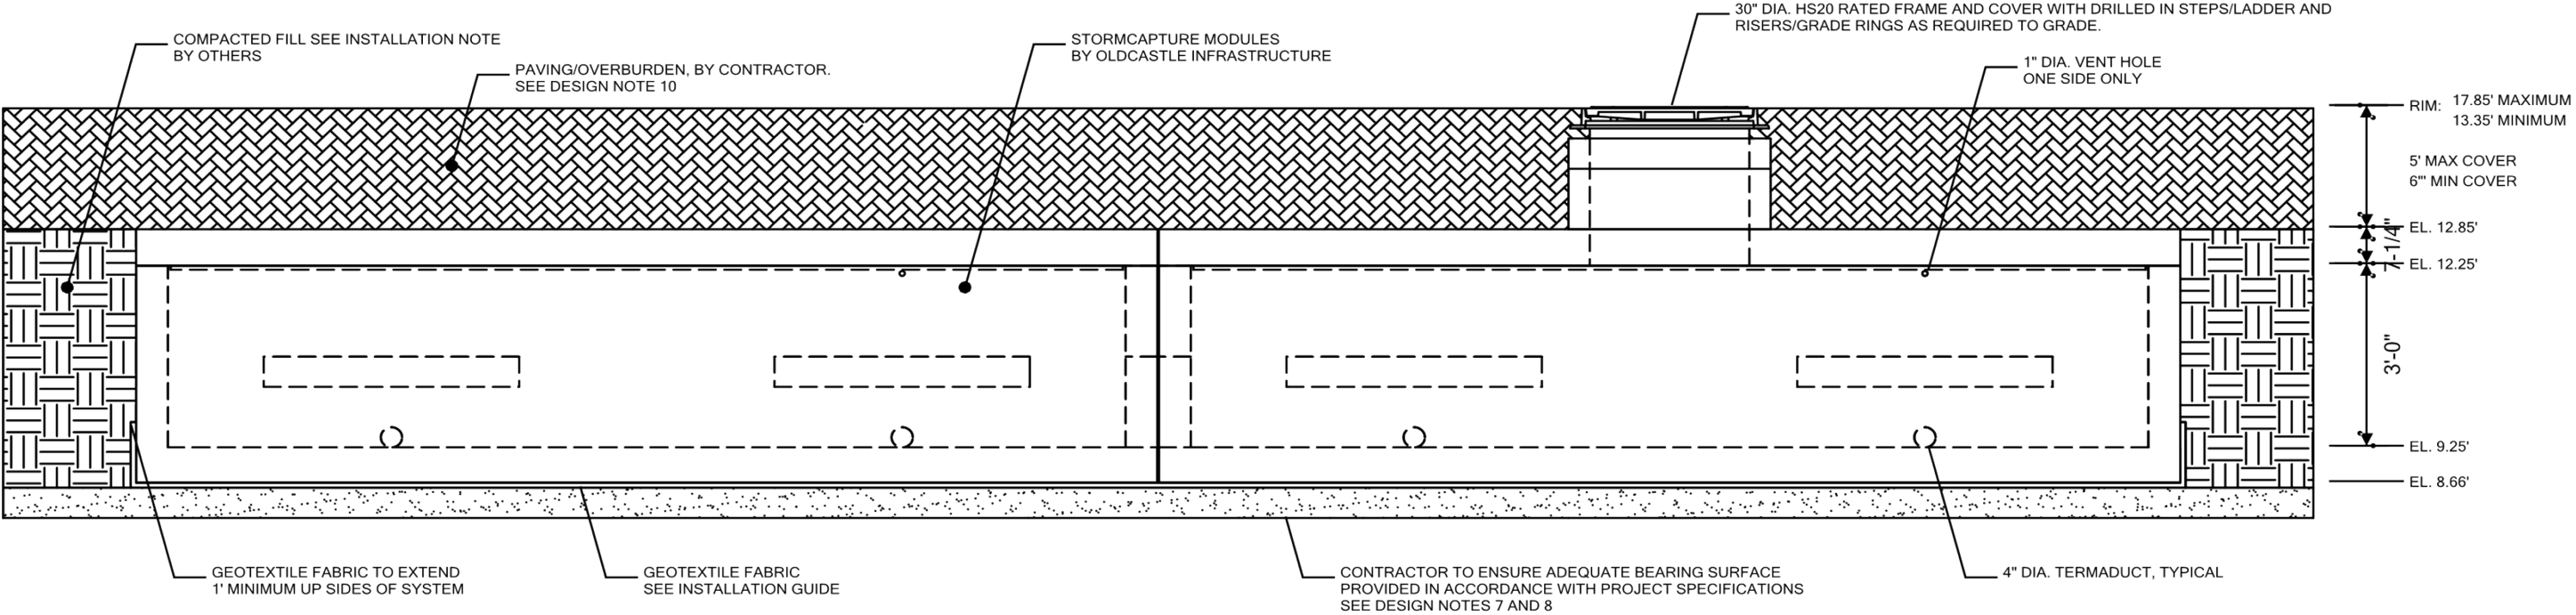 30" DIA. HS20 RATED FRAME AND COVER WITH DRILLED IN STEPS/LADDER AND
RISERS/GRADE RINGS AS REQUIRED TO GRADE.
COMPACTED FILL SEE INSTALLATION NOTE
BY OTHERS
STORMCAPTURE MODULES
BY OLDCASTLE INFRASTRUCTURE
PAVING/OVERBURDEN, BY CONTRACTOR.
SEE DESIGN NOTE 10
1" DIA. VENT HOLE
ONE SIDE ONLY
RIM: 17.85' MAXIMUM
13.35' MINIMUM
5' MAX COVER
6"' MIN COVER
EL. 12.85'
7-1/4"
EL. 12.25'
3'-0"
EL. 9.25'
EL. 8.66'
GEOTEXTILE FABRIC TO EXTEND
1' MINIMUM UP SIDES OF SYSTEM
GEOTEXTILE FABRIC
SEE INSTALLATION GUIDE
CONTRACTOR TO ENSURE ADEQUATE BEARING SURFACE
PROVIDED IN ACCORDANCE WITH PROJECT SPECIFICATIONS
SEE DESIGN NOTES 7 AND 8
4" DIA. TERMADUCT, TYPICAL